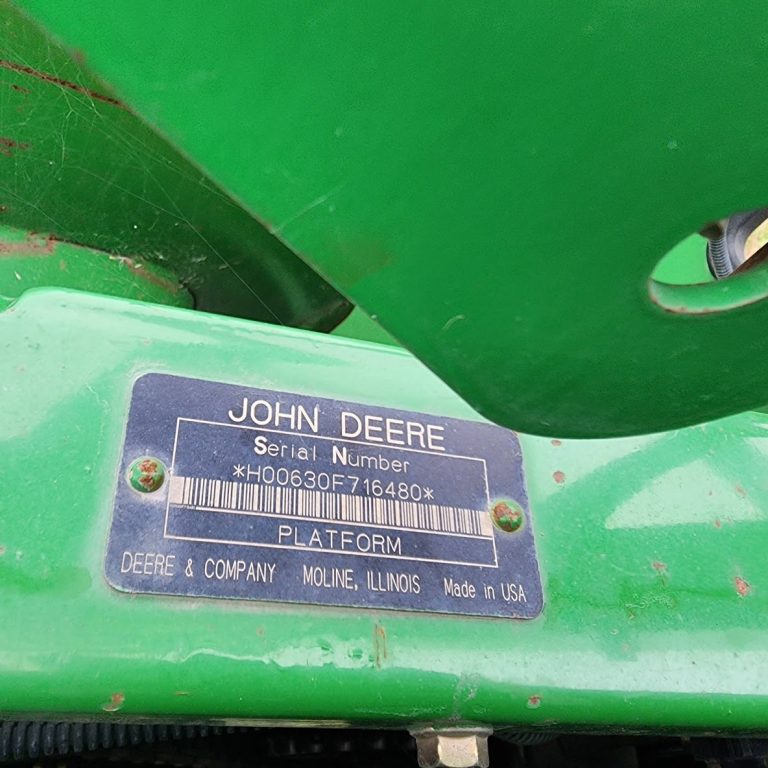 JOHN DEERE
Serial Number
*H00630F716480*
PLATFORM
DEERE & COMPANY MOLINE, ILLINOIS Made in USA